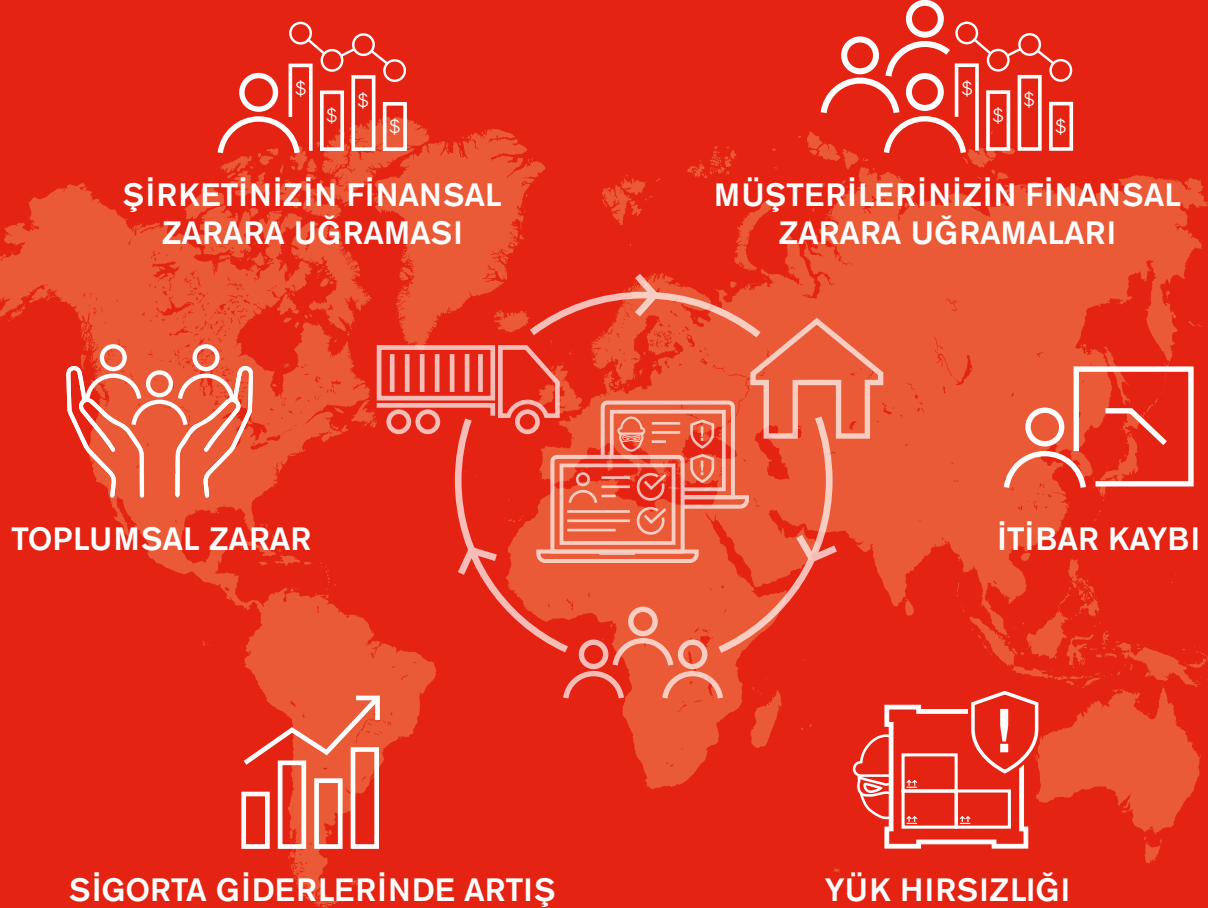 ŞİRKETİNİZİN FİNANSAL
ZARARA UĞRAMASI
MÜŞTERİLERİNİZİN FİNANSAL
ZARARA UĞRAMALARI
TOPLUMSAL ZARAR
İTİBAR KAYBI
SİGORTA GİDERLERİNDE ARTIŞ
YÜK HIRSIZLIĞI